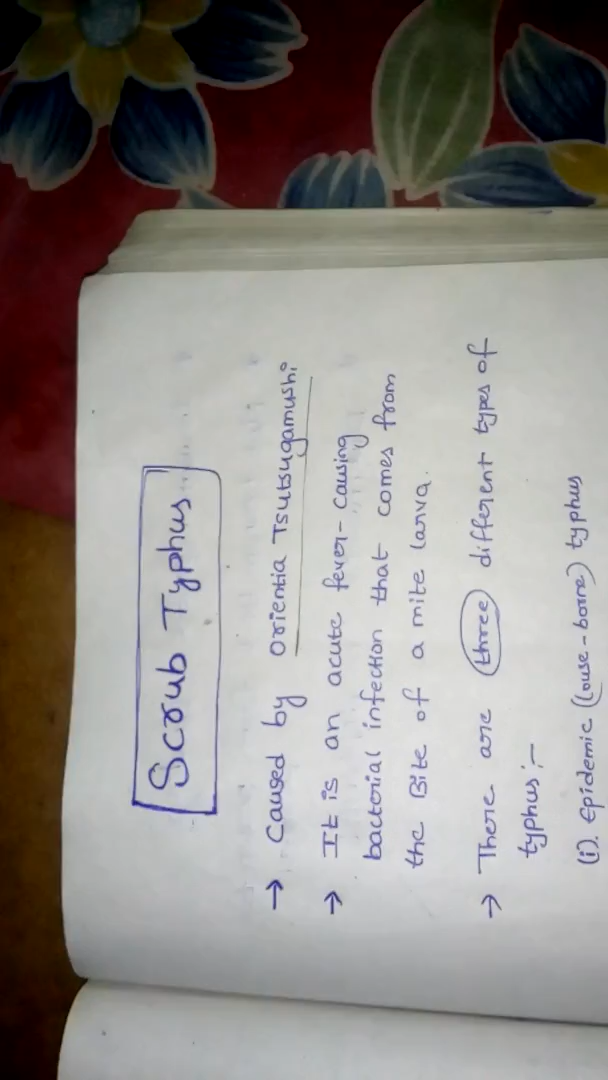 Scrub Typhus
→ Caused by Orientia Tsutsugamushi
→ It is an acute fever-causing
bacterial infection that comes from
the Bite of a mite larva.
→ There are three different types of
typhus:-
(i). Epidemic (louse-borne) typhus